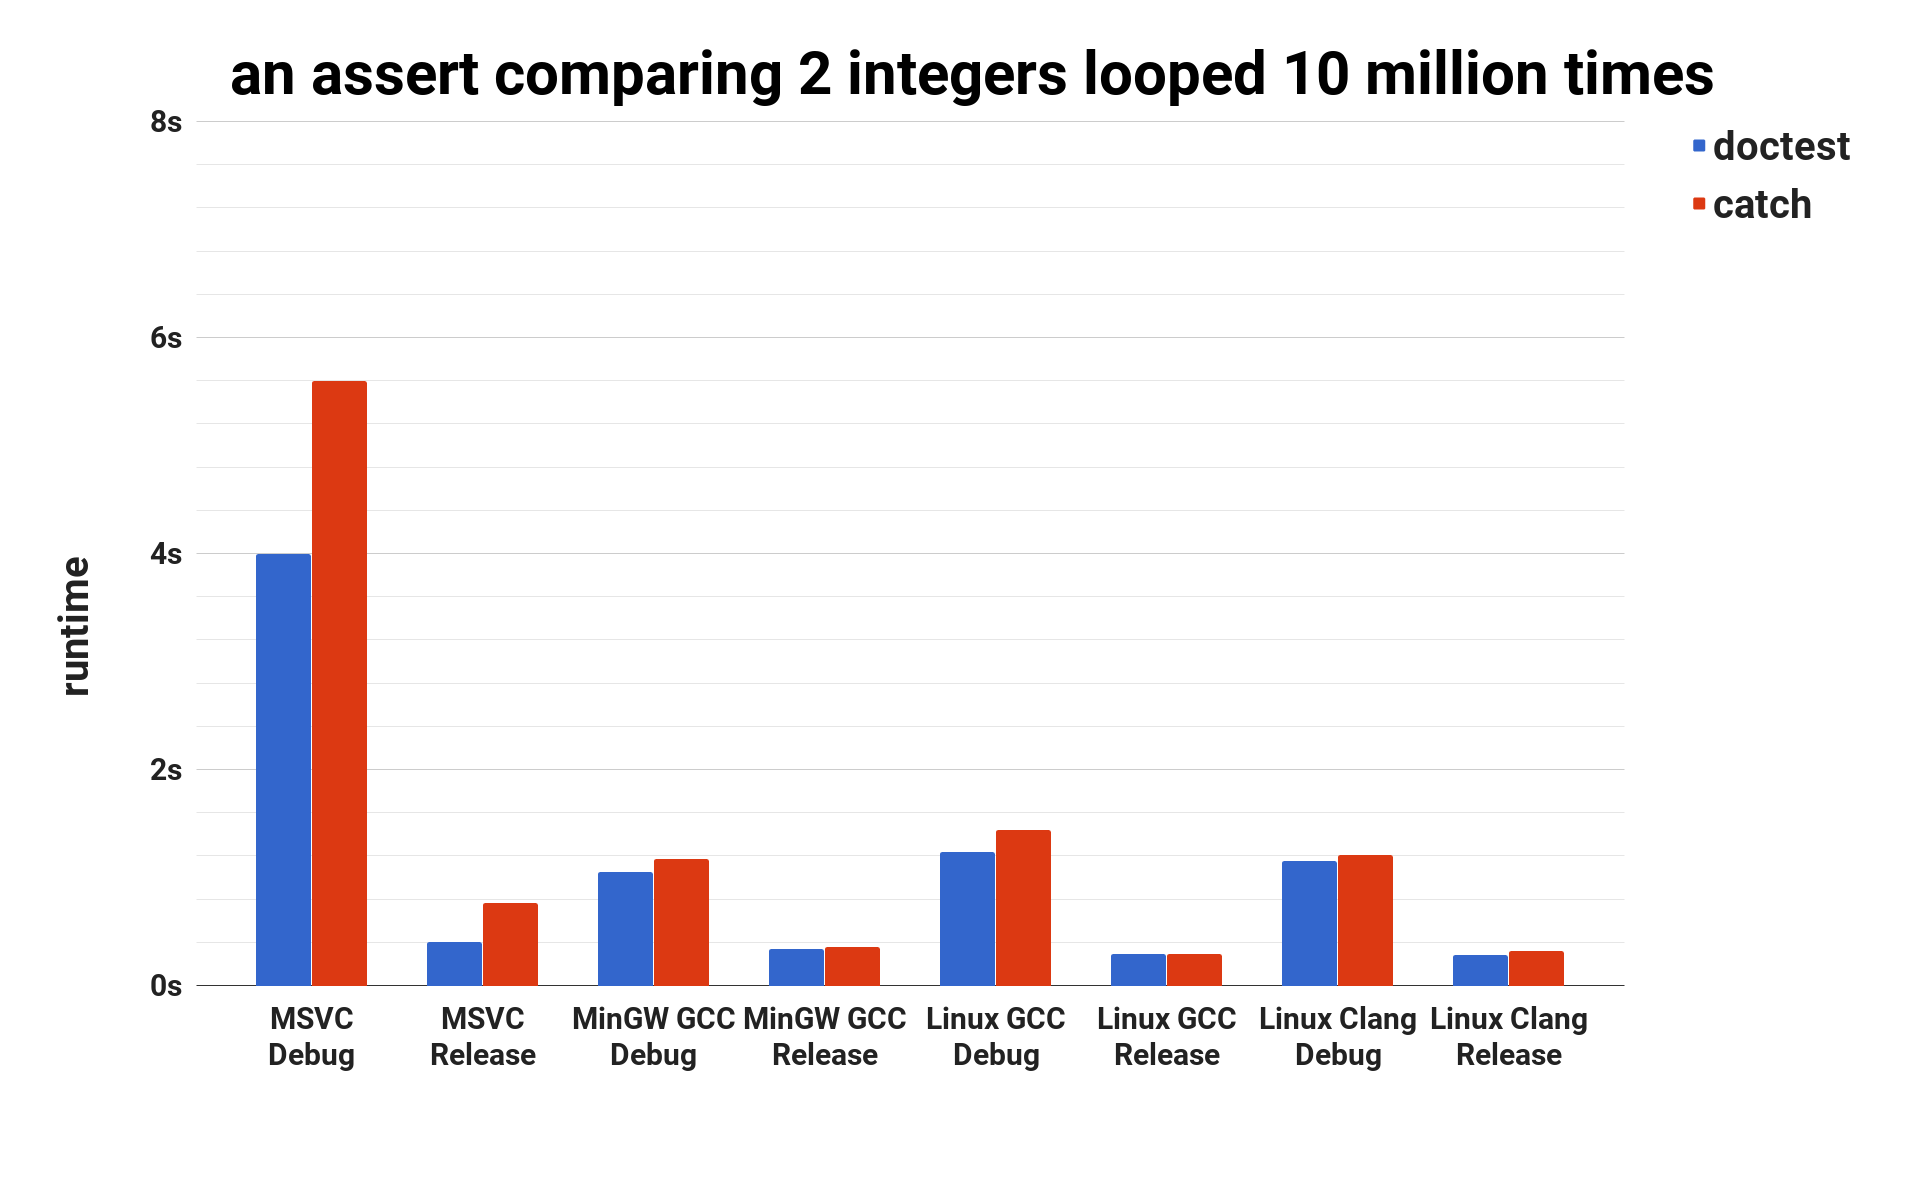 an assert comparing 2 integers looped 10 million times
doctest
catch
8s
6s
4s
2s
0s
runtime
MSVC
Debug
MSVC
Release
MinGW GCC
Debug
MinGW GCC
Release
Linux GCC
Debug
Linux GCC
Release
Linux Clang
Debug
Linux Clang
Release